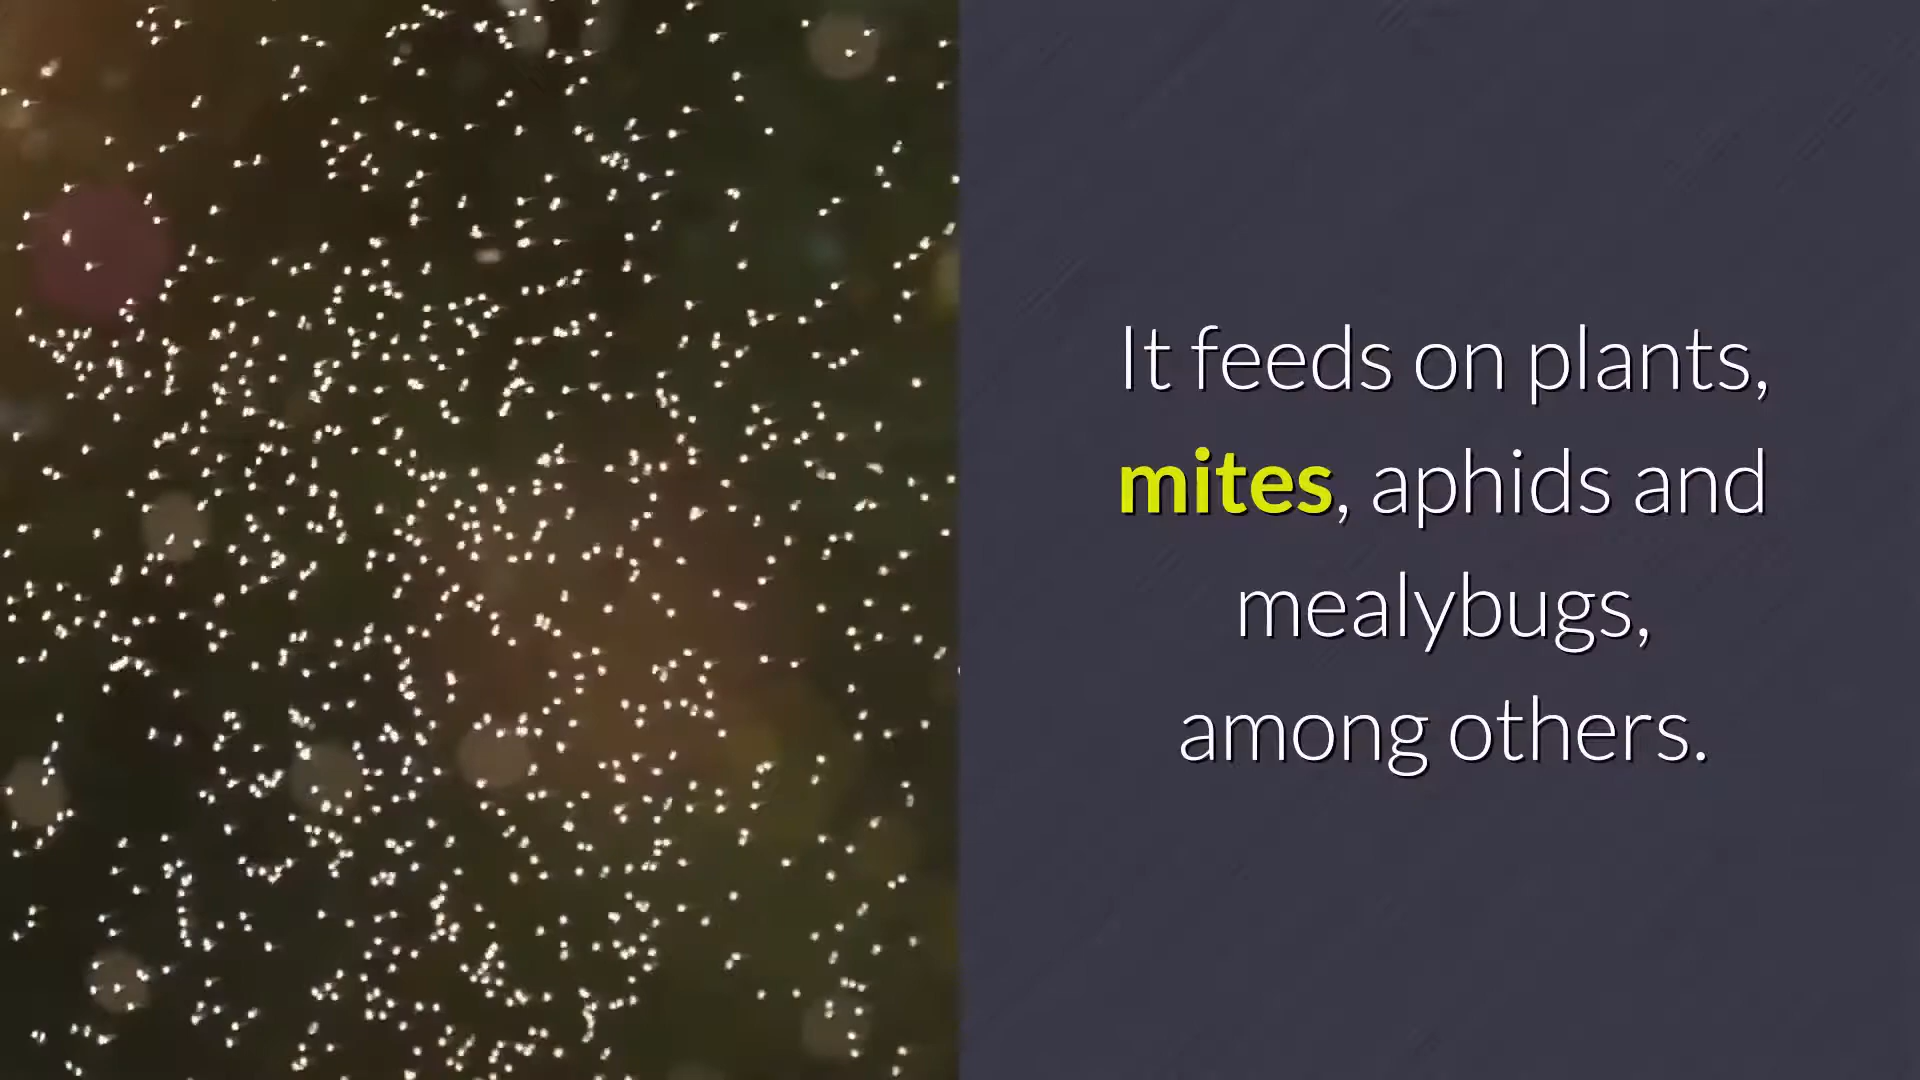 It feeds on plants,
mites, aphids and
mealybugs,
among others.